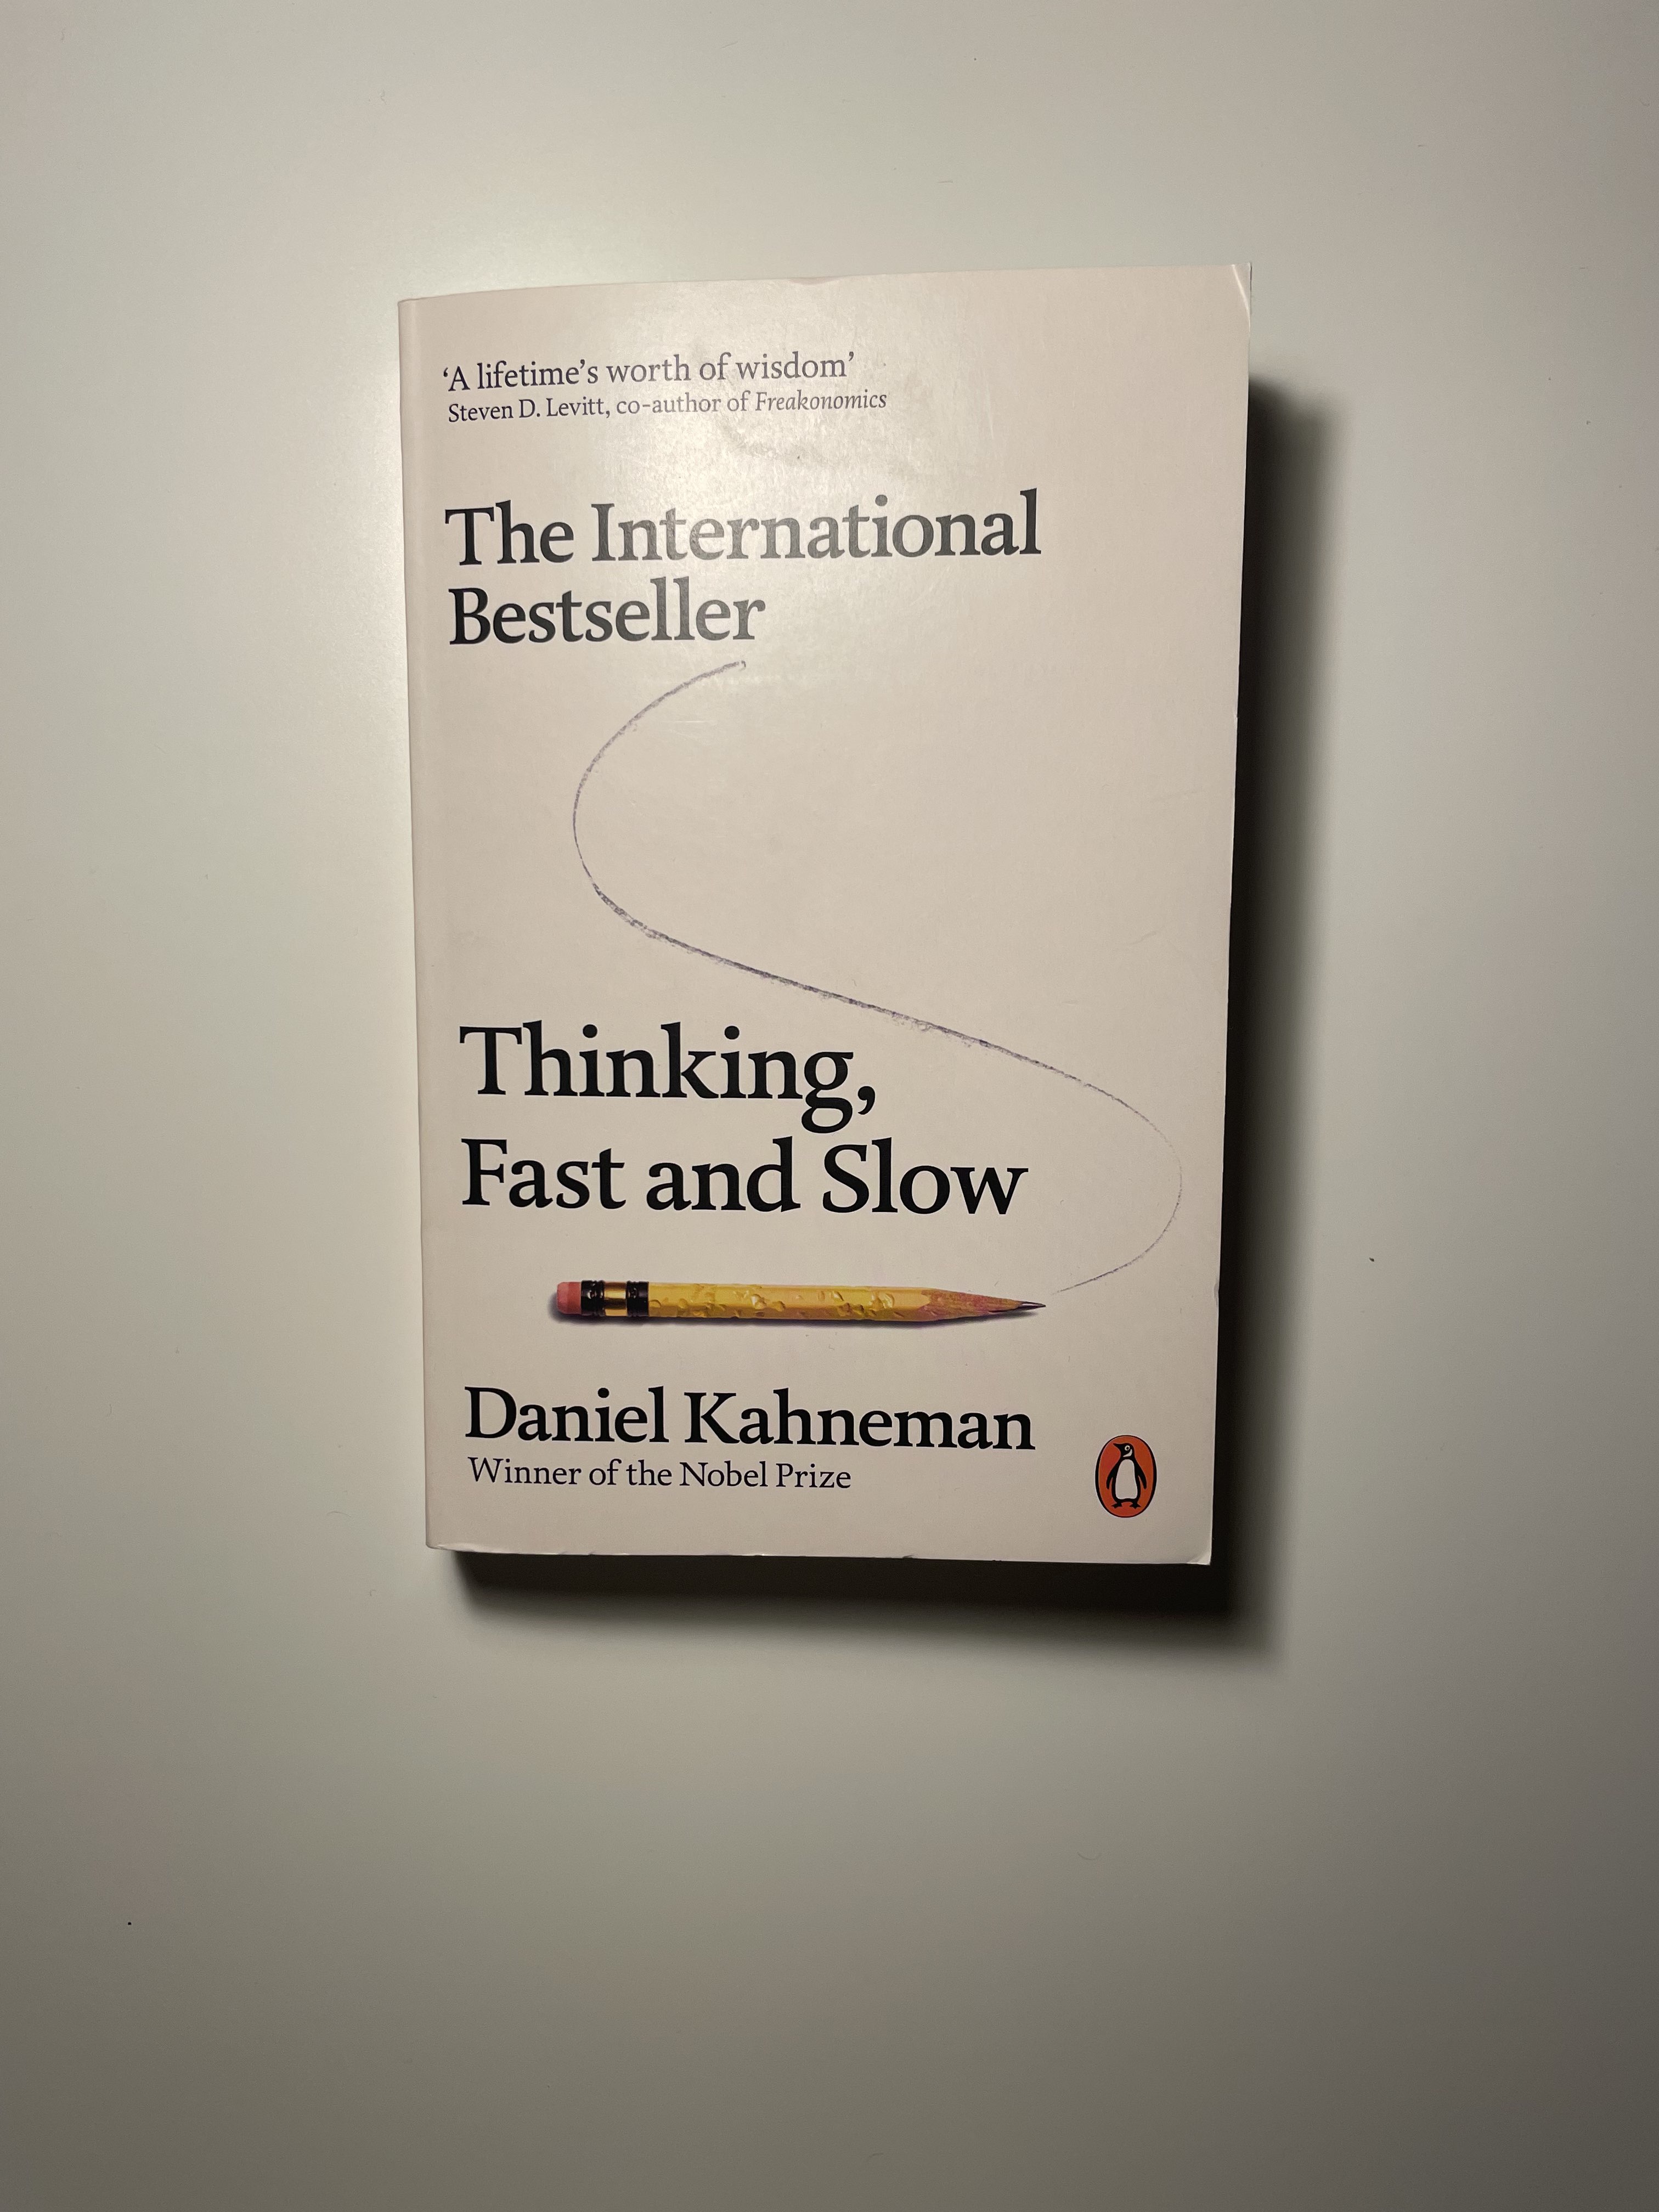 ‘A lifetime’s worth of wisdom’
Steven D. Levitt, co-author of Freakonomics
The International
Bestseller
Thinking,
Fast and Slow
Daniel Kahneman
Winner of the Nobel Prize